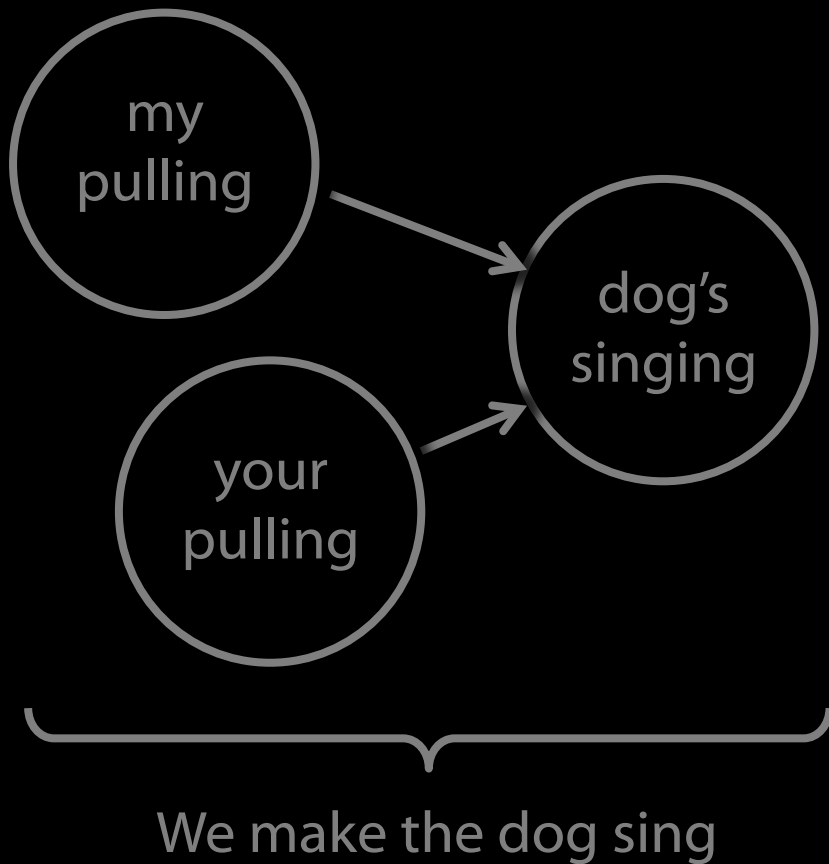 my
pulling
dog’s
singing
your
pulling
We make the dog sing